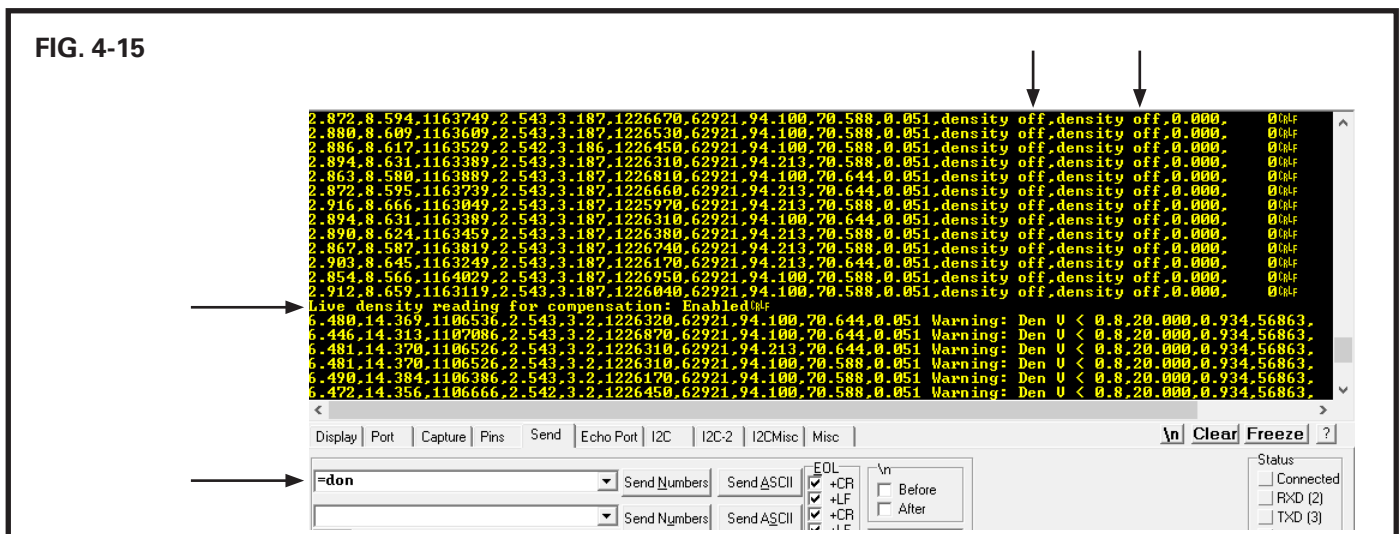 FIG. 4-15
2.872,8.594,1163749,2.543,3.187,1226670,62921,94.100,70.588,0.051,density off,density off,0.000, 0CRLF
2.880,8.609,1163609,2.543,3.187,1226530,62921,94.100,70.588,0.051,density off,density off,0.000, 0CRLF
2.886,8.617,1163529,2.542,3.186,1226450,62921,94.100,70.588,0.051,density off,density off,0.000, 0CRLF
2.894,8.631,1163389,2.543,3.187,1226310,62921,94.213,70.588,0.051,density off,density off,0.000, 0CRLF
2.863,8.580,1163889,2.543,3.187,1226810,62921,94.100,70.644,0.051,density off,density off,0.000, 0CRLF
2.872,8.595,1163739,2.543,3.187,1226660,62921,94.213,70.644,0.051,density off,density off,0.000, 0CRLF
2.916,8.666,1163049,2.543,3.187,1225970,62921,94.213,70.588,0.051,density off,density off,0.000, 0CRLF
2.894,8.631,1163389,2.543,3.187,1226310,62921,94.100,70.644,0.051,density off,density off,0.000, 0CRLF
2.890,8.624,1163459,2.543,3.187,1226380,62921,94.213,70.588,0.051,density off,density off,0.000, 0CRLF
2.867,8.587,1163819,2.543,3.187,1226740,62921,94.213,70.588,0.051,density off,density off,0.000, 0CRLF
2.903,8.645,1163249,2.543,3.187,1226170,62921,94.213,70.644,0.051,density off,density off,0.000, 0CRLF
2.854,8.566,1164029,2.543,3.187,1226950,62921,94.100,70.588,0.051,density off,density off,0.000, 0CRLF
2.912,8.659,1163119,2.543,3.187,1226040,62921,94.100,70.588,0.051,density off,density off,0.000, 0CRLF
Live density reading for compensation: EnabledCRLF
6.480,14.369,1106536,2.543,3.2,1226320,62921,94.100,70.644,0.051 Warning: Den V < 0.8,20.000,0.934,56863,
6.446,14.313,1107086,2.543,3.2,1226870,62921,94.100,70.644,0.051 Warning: Den V < 0.8,20.000,0.934,56863,
6.481,14.370,1106526,2.543,3.2,1226310,62921,94.213,70.644,0.051 Warning: Den V < 0.8,20.000,0.934,56863,
6.481,14.370,1106526,2.543,3.2,1226310,62921,94.100,70.588,0.051 Warning: Den V < 0.8,20.000,0.934,56863,
6.490,14.384,1106386,2.543,3.2,1226170,62921,94.100,70.588,0.051 Warning: Den V < 0.8,20.000,0.934,56863,
6.472,14.356,1106666,2.542,3.2,1226450,62921,94.100,70.588,0.051 Warning: Den V < 0.8,20.000,0.934,56863,
Display Port Capture Pins Send Echo Port I2C I2C-2 I2CMisc Misc \n Clear Freeze ?
=don Send Numbers Send ASCII
Send Numbers Send ASCII
EOL
+CR
+LF
+CR
+LF
\n
Before
After
Status
Connected
RXD (2)
TXD (3)